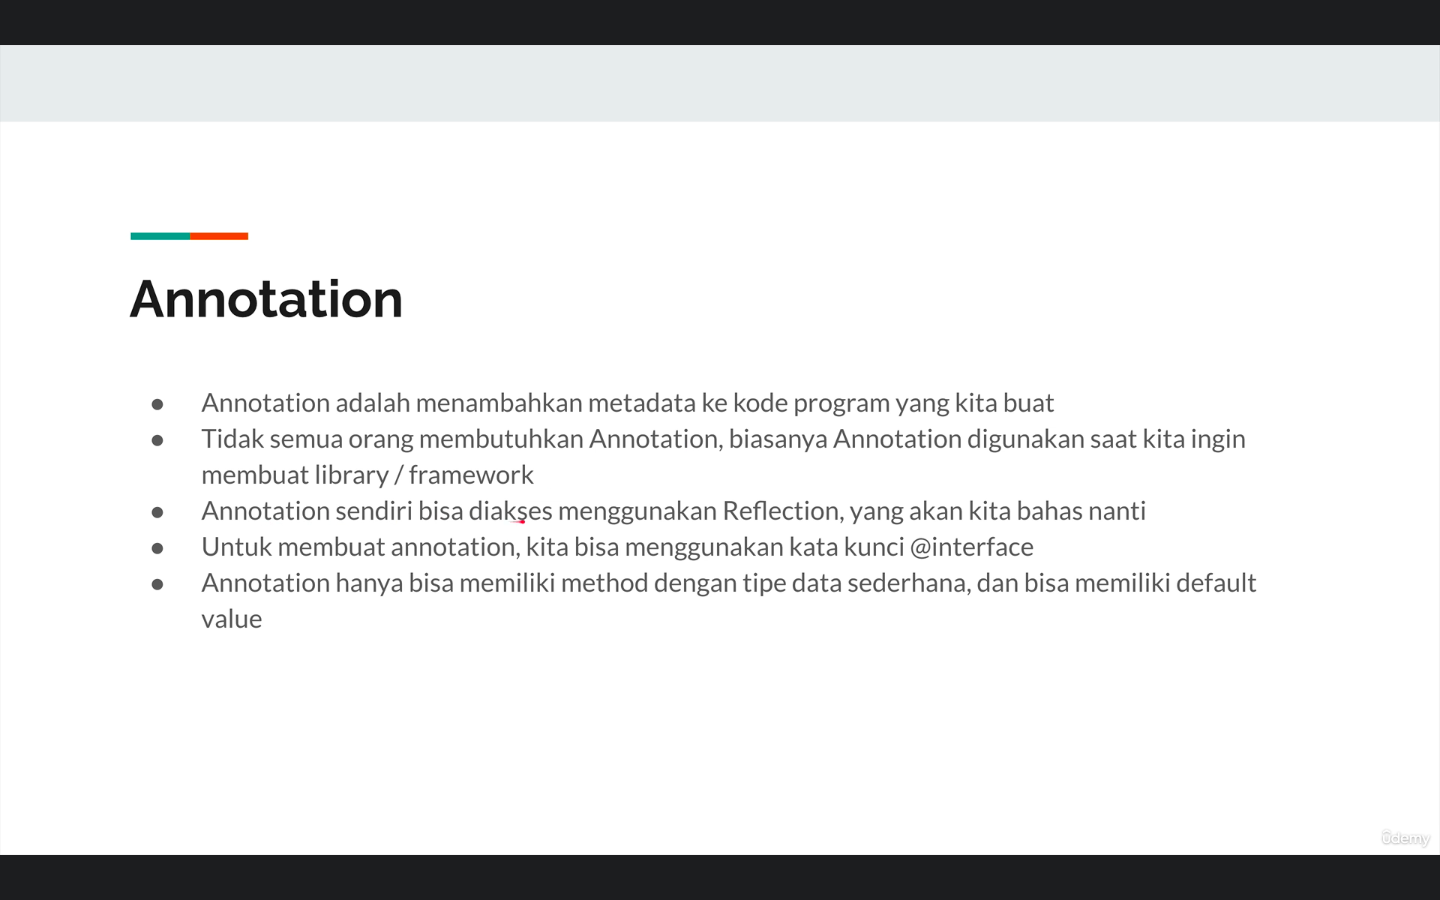 Annotation
● Annotation adalah menambahkan metadata ke kode program yang kita buat
● Tidak semua orang membutuhkan Annotation, biasanya Annotation digunakan saat kita ingin
membuat library / framework
● Annotation sendiri bisa diakses menggunakan Reflection, yang akan kita bahas nanti
● Untuk membuat annotation, kita bisa menggunakan kata kunci @interface
● Annotation hanya bisa memiliki method dengan tipe data sederhana, dan bisa memiliki default
value
ûdemy